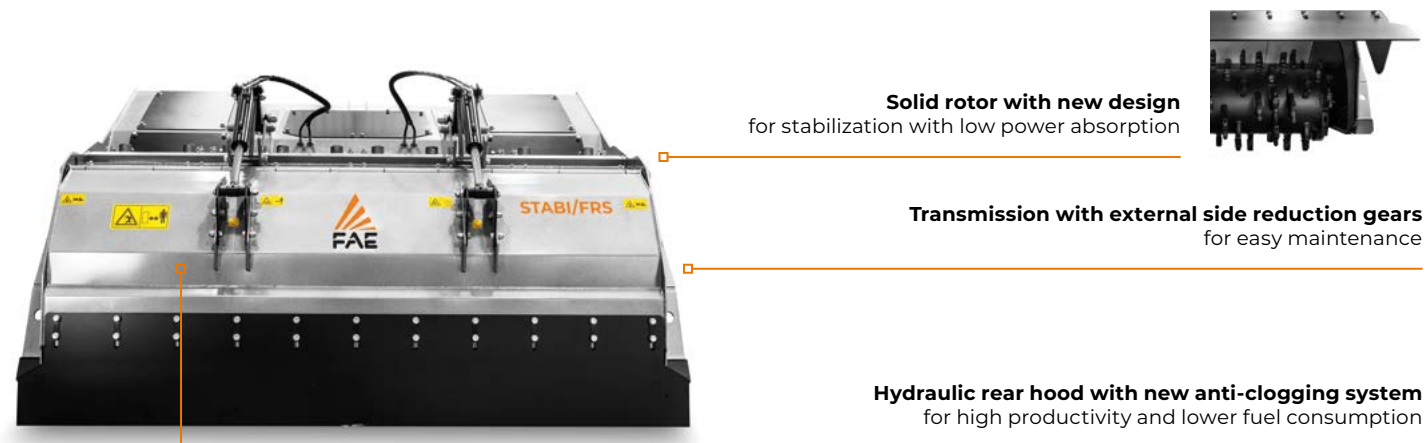 Solid rotor with new design
for stabilization with low power absorption
Transmission with external side reduction gears
for easy maintenance
STABI/FRS
FAE
Hydraulic rear hood with new anti-clogging system
for high productivity and lower fuel consumption